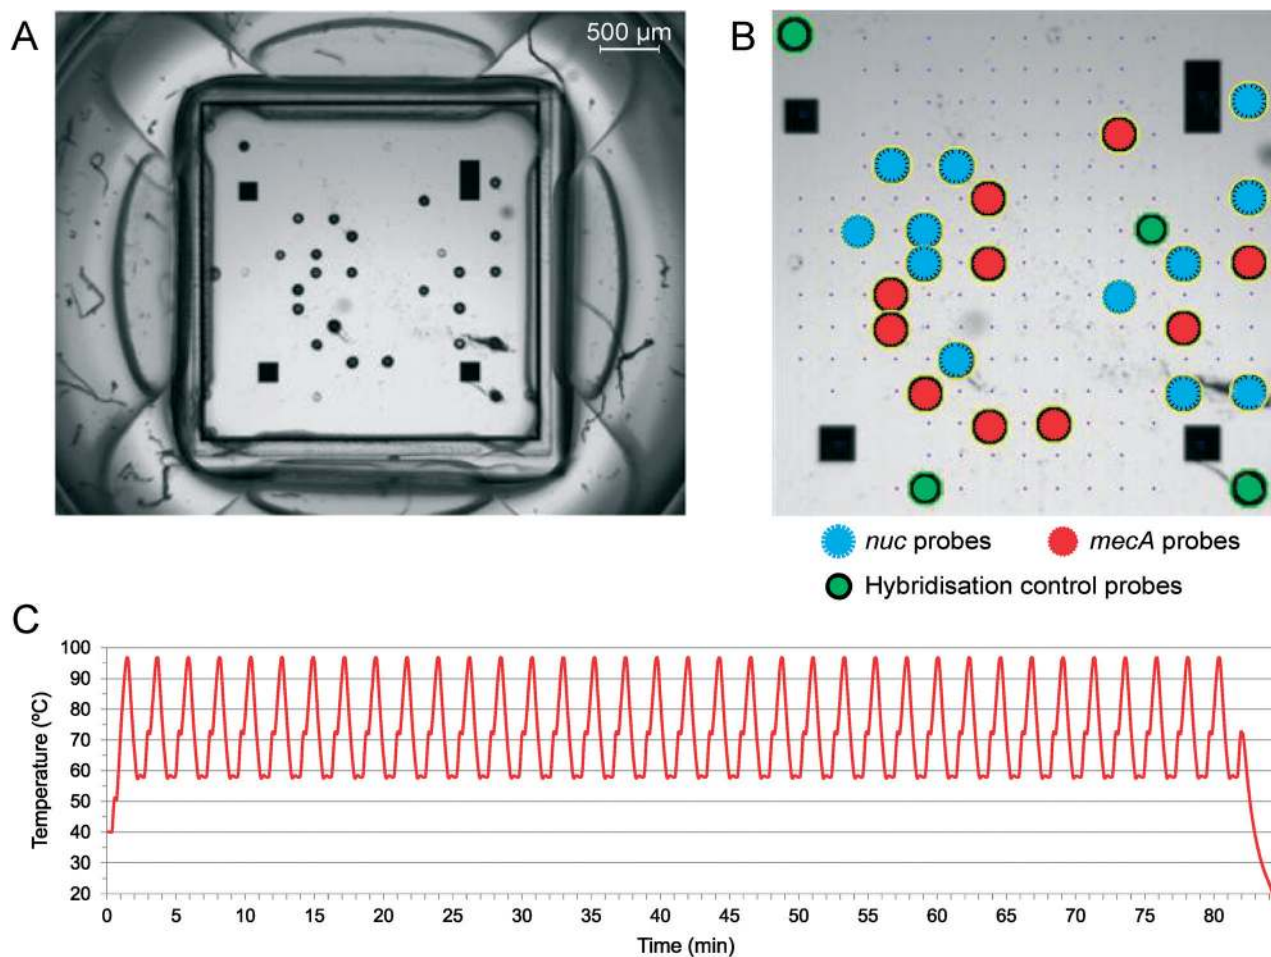 A
500 µm
B
nuc probes
mecA probes
Hybridisation control probes
C
100
90
80
70
60
50
40
30
20
Temperature (ºC)
0 5 10 15 20 25 30 35 40 45 50 55 60 65 70 75 80
Time (min)